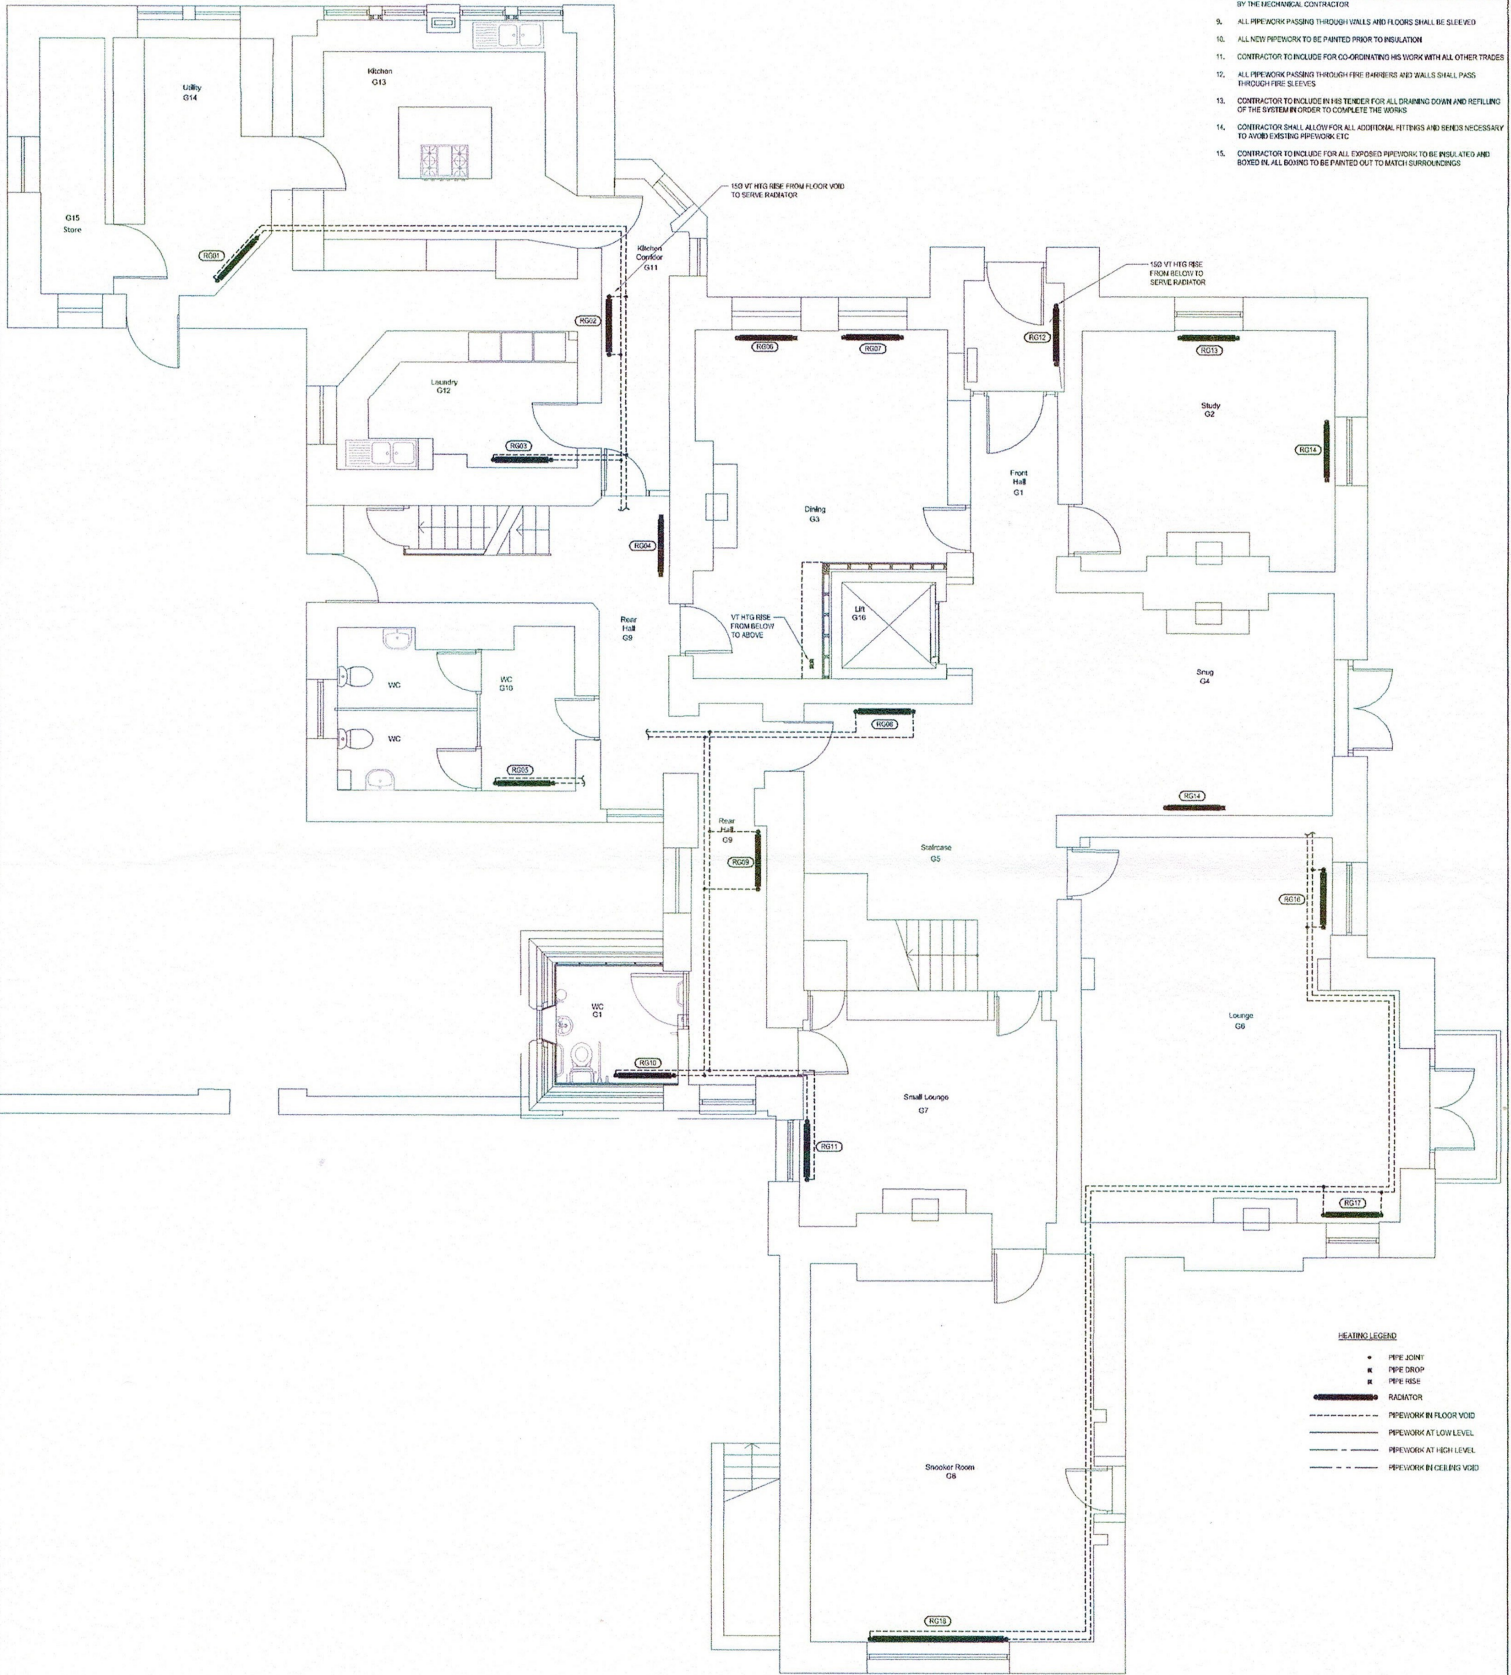 BY THE MECHANICAL CONTRACTOR
9. ALL PIPEWORK PASSING THROUGH WALLS AND FLOORS SHALL BE SLEEVED
10. ALL NEW PIPEWORK TO BE PAINTED PRIOR TO INSULATION
11. CONTRACTOR TO INCLUDE FOR CO-ORDINATING HIS WORK WITH ALL OTHER TRADES
12. ALL PIPEWORK PASSING THROUGH FIRE BARRIERS AND WALLS SHALL PASS
THROUGH FIRE SLEEVES
13. CONTRACTOR TO INCLUDE IN HIS TENDER FOR ALL DRAINING DOWN AND REFILLING
OF THE SYSTEM IN ORDER TO COMPLETE THE WORKS
14. CONTRACTOR SHALL ALLOW FOR ALL ADDITIONAL FITTINGS AND BENDS NECESSARY
TO AVOID EXISTING PIPEWORK ETC
15. CONTRACTOR TO INCLUDE FOR ALL EXPOSED PIPEWORK TO BE INSULATED AND
BOXED IN. ALL BOXING TO BE PAINTED OUT TO MATCH SURROUNDINGS
Kitchen
G13
Utility
G14
15Ø VT HTG RISE FROM FLOOR VOID
TO SERVE RADIATOR
G15
Store
RG01
Kitchen
Corridor
G11
15Ø VT HTG RISE
FROM BELOW TO
SERVE RADIATOR
RG02
RG06
RG07
RG12
RG13
Laundry
G12
Study
G2
RG03
RG14
Front
Hall
G1
Dining
G3
RG04
Lift
G16
VT HTG RISE
FROM BELOW
TO ABOVE
Rear
Hall
G9
Snug
G4
WC
WC
G10
RG08
WC
RG05
RG14
Rear
Hall
G9
Staircase
G5
RG09
RG16
WC
G1
Lounge
G6
RG10
Small Lounge
G7
RG11
RG17
HEATING LEGEND
PIPE JOINT
PIPE DROP
PIPE RISE
RADIATOR
PIPEWORK IN FLOOR VOID
PIPEWORK AT LOW LEVEL
PIPEWORK AT HIGH LEVEL
PIPEWORK IN CEILING VOID
Snooker Room
G8
RG18